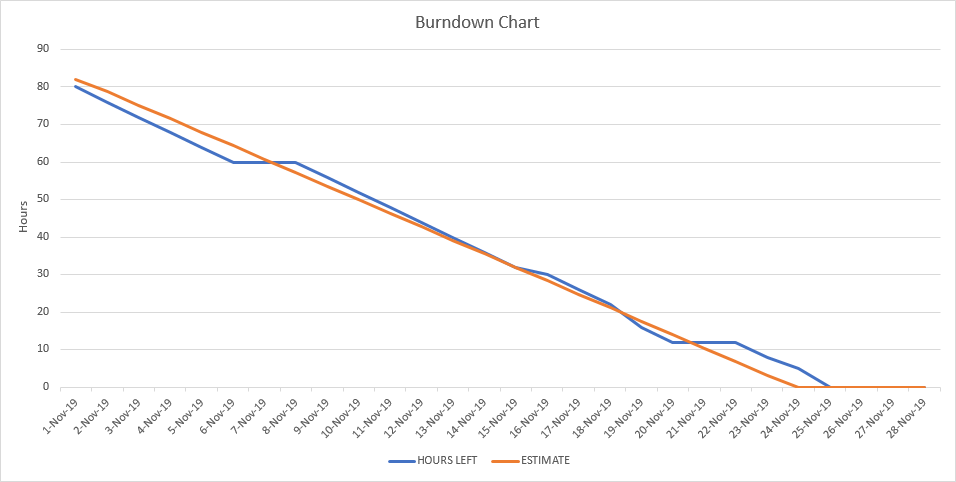 Burndown Chart
90
80
70
60
50
40
30
20
10
0
Hours
1-Nov-19
2-Nov-19
3-Nov-19
4-Nov-19
5-Nov-19
6-Nov-19
7-Nov-19
8-Nov-19
9-Nov-19
10-Nov-19
11-Nov-19
12-Nov-19
13-Nov-19
14-Nov-19
15-Nov-19
16-Nov-19
17-Nov-19
18-Nov-19
19-Nov-19
20-Nov-19
21-Nov-19
22-Nov-19
23-Nov-19
24-Nov-19
25-Nov-19
26-Nov-19
27-Nov-19
28-Nov-19
HOURS LEFT
ESTIMATE